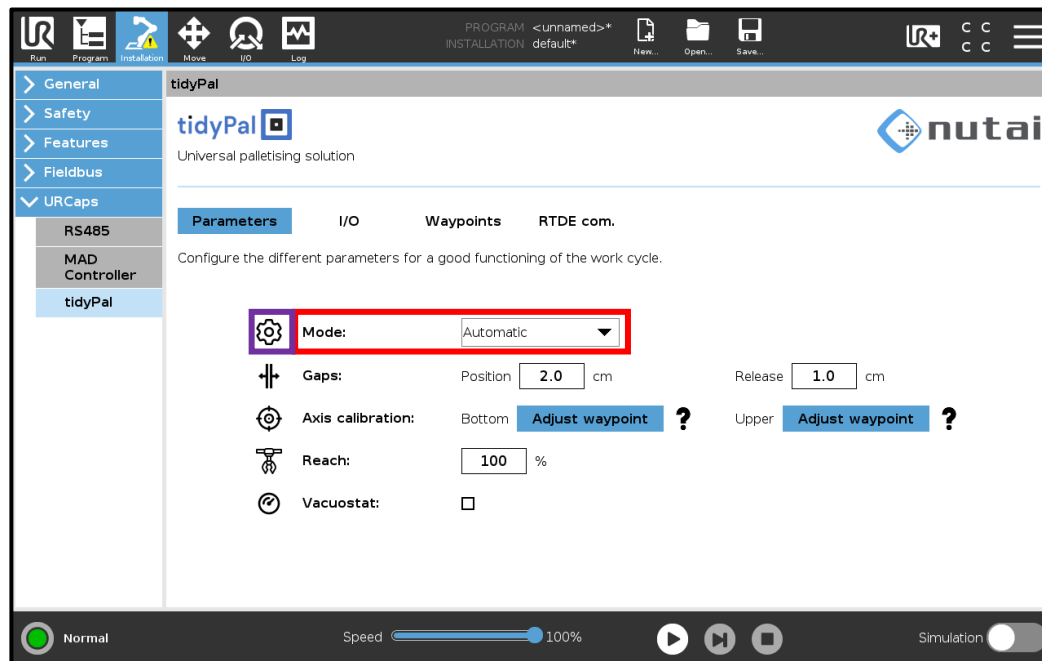 PROGRAM <unnamed>*
INSTALLATION default*
Run Program Installation Move I/O Log New... Open... Save...
UR+
C C
C C
General
Safety
Features
Fieldbus
URCaps
RS485
MAD Controller
tidyPal
tidyPal
tidyPal
nutai
Universal palletising solution
Parameters I/O Waypoints RTDE com.
Configure the different parameters for a good functioning of the work cycle.
Mode: Automatic
Gaps: Position 2.0 cm Release 1.0 cm
Axis calibration: Bottom Adjust waypoint ? Upper Adjust waypoint ?
Reach: 100 %
Vacuostat:
Normal Speed 100% Simulation